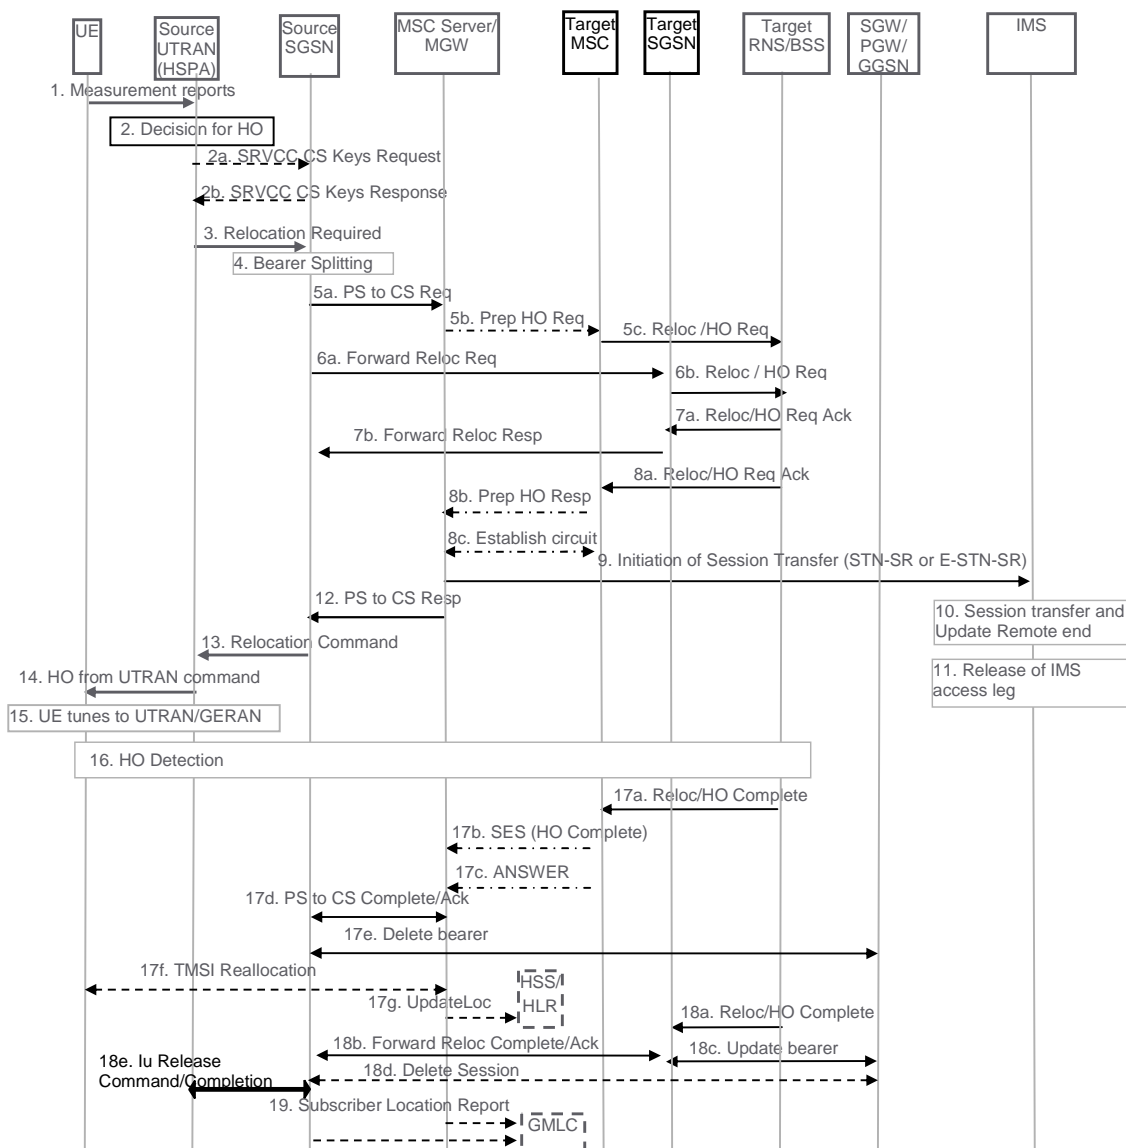 UE
Source
UTRAN
(HSPA)
Source
SGSN
MSC Server/
MGW
Target
MSC
Target
SGSN
Target
RNS/BSS
SGW/
PGW/
GGSN
IMS
1. Measurement reports
2. Decision for HO
2a. SRVCC CS Keys Request
2b. SRVCC CS Keys Response
3. Relocation Required
4. Bearer Splitting
5a. PS to CS Req
5b. Prep HO Req
5c. Reloc /HO Req
6a. Forward Reloc Req
6b. Reloc / HO Req
7a. Reloc/HO Req Ack
7b. Forward Reloc Resp
8a. Reloc/HO Req Ack
8b. Prep HO Resp
8c. Establish circuit
9. Initiation of Session Transfer (STN-SR or E-STN-SR)
12. PS to CS Resp
10. Session transfer and
Update Remote end
13. Relocation Command
11. Release of IMS
access leg
14. HO from UTRAN command
15. UE tunes to UTRAN/GERAN
16. HO Detection
17a. Reloc/HO Complete
17b. SES (HO Complete)
17c. ANSWER
17d. PS to CS Complete/Ack
17e. Delete bearer
17f. TMSI Reallocation
HSS/
HLR
17g. UpdateLoc
18a. Reloc/HO Complete
18b. Forward Reloc Complete/Ack
18c. Update bearer
18e. Iu Release
Command/Completion
18d. Delete Session
19. Subscriber Location Report
GMLC